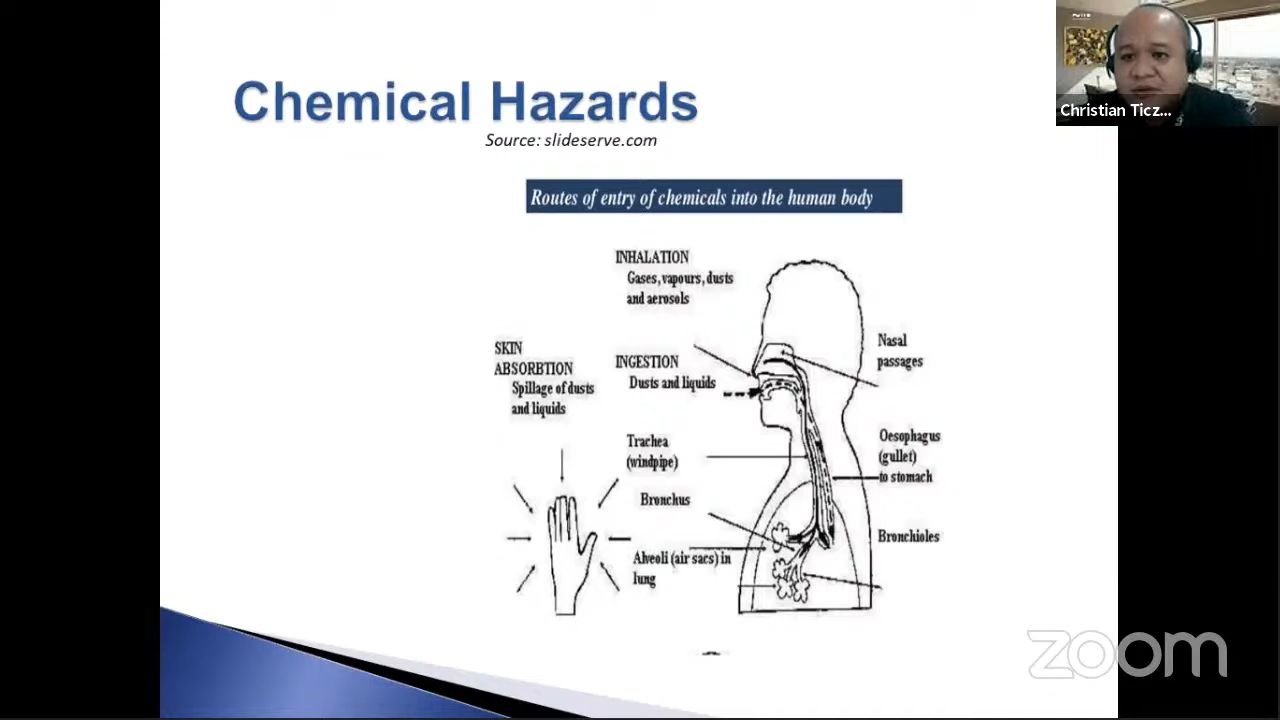 Chemical Hazards
Source: slideserve.com
Routes of entry of chemicals into the human body
INHALATION
Gases, vapours, dusts
and aerosols
SKIN
ABSORBTION
Spillage of dusts
and liquids
INGESTION
Dusts and liquids
Nasal
passages
Trachea
(windpipe)
Oesophagus
(gullet)
to stomach
Bronchus
Bronchioles
Alveoli (air sacs) in
lung
Christian Ticz...
zoom